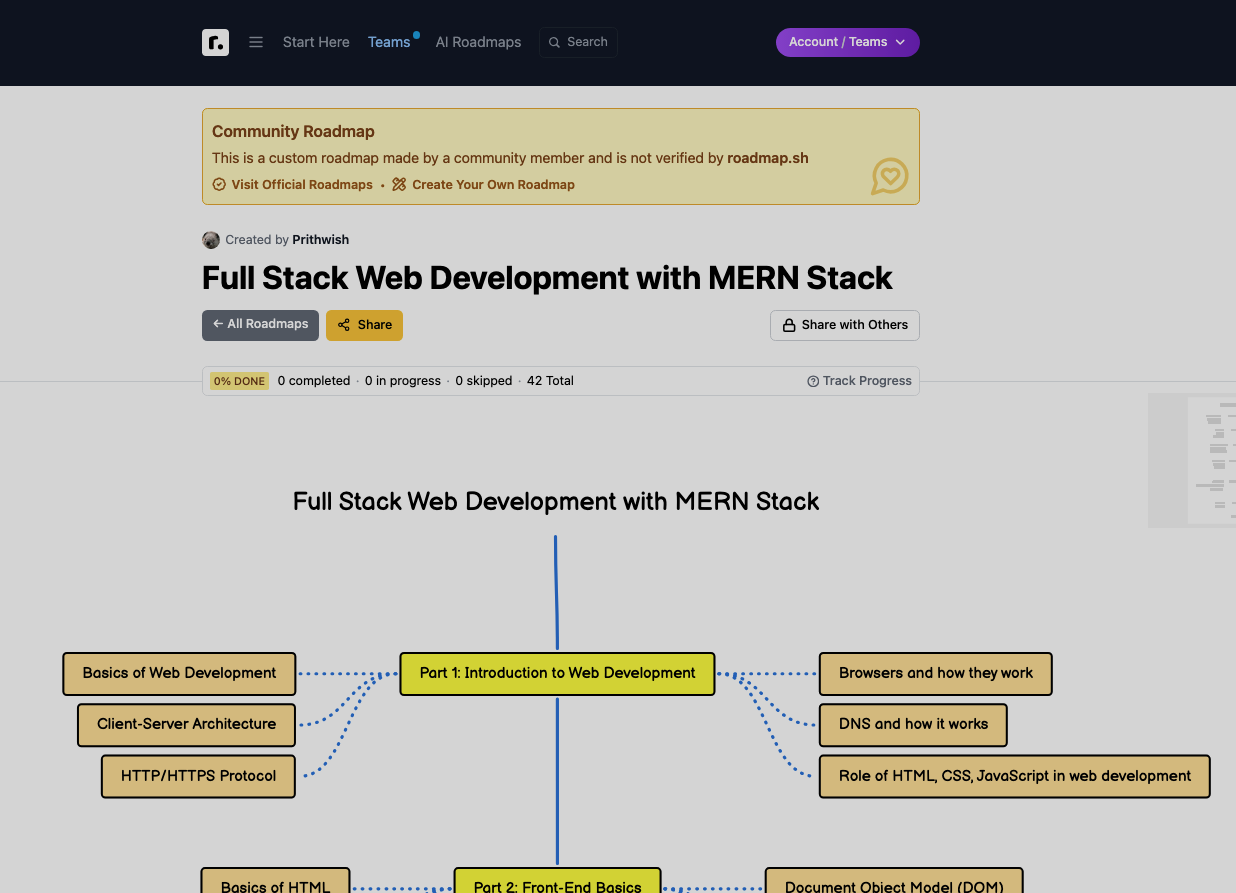 r.
Start Here Teams AI Roadmaps Search Account / Teams
Community Roadmap
This is a custom roadmap made by a community member and is not verified by roadmap.sh
Visit Official Roadmaps • Create Your Own Roadmap
Created by Prithwish
Full Stack Web Development with MERN Stack
← All Roadmaps Share Share with Others
0% DONE 0 completed · 0 in progress · 0 skipped · 42 Total Track Progress
Full Stack Web Development with MERN Stack
Basics of Web Development Part 1: Introduction to Web Development Browsers and how they work
Client-Server Architecture DNS and how it works
HTTP/HTTPS Protocol Role of HTML, CSS, JavaScript in web development
Basics of HTML Part 2: Front-End Basics Document Object Model (DOM)